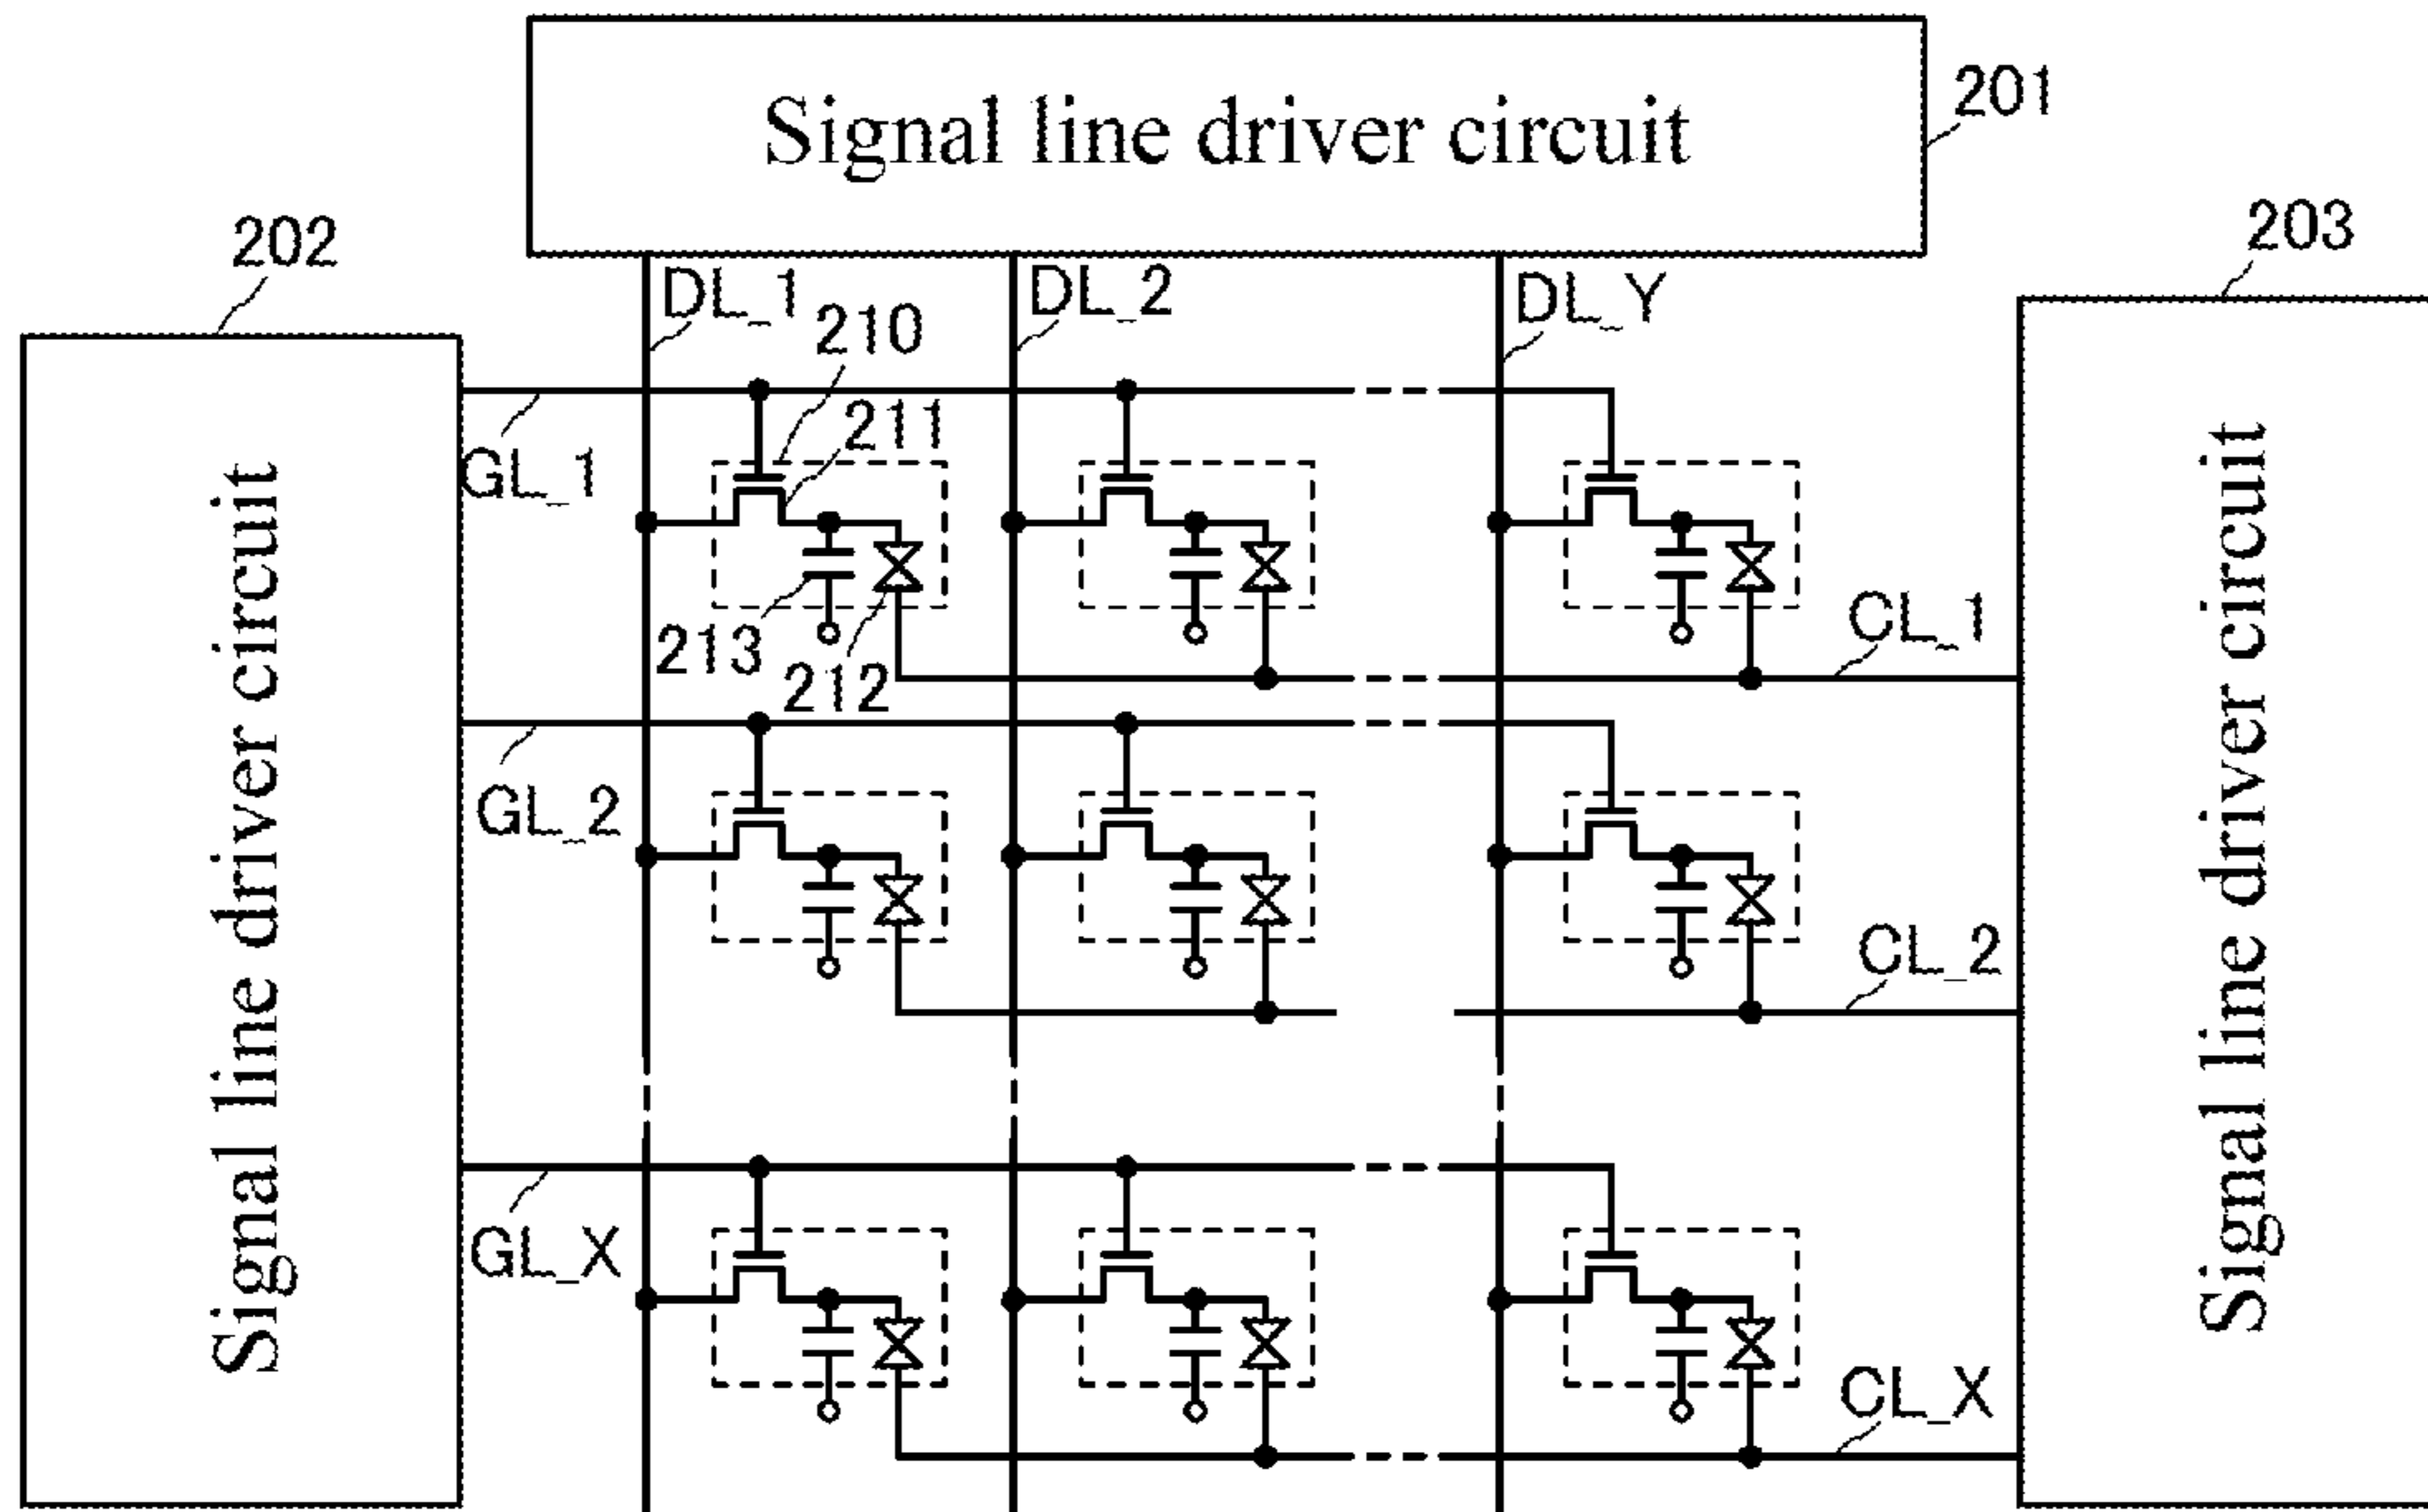 Signal line driver circuit
201
202
203
DL_1
DL_2
DL_Y
210
211
GL_1
213
212
CL_1
GL_2
CL_2
GL_X
CL_X
Signal line driver circuit
Signal line driver circuit